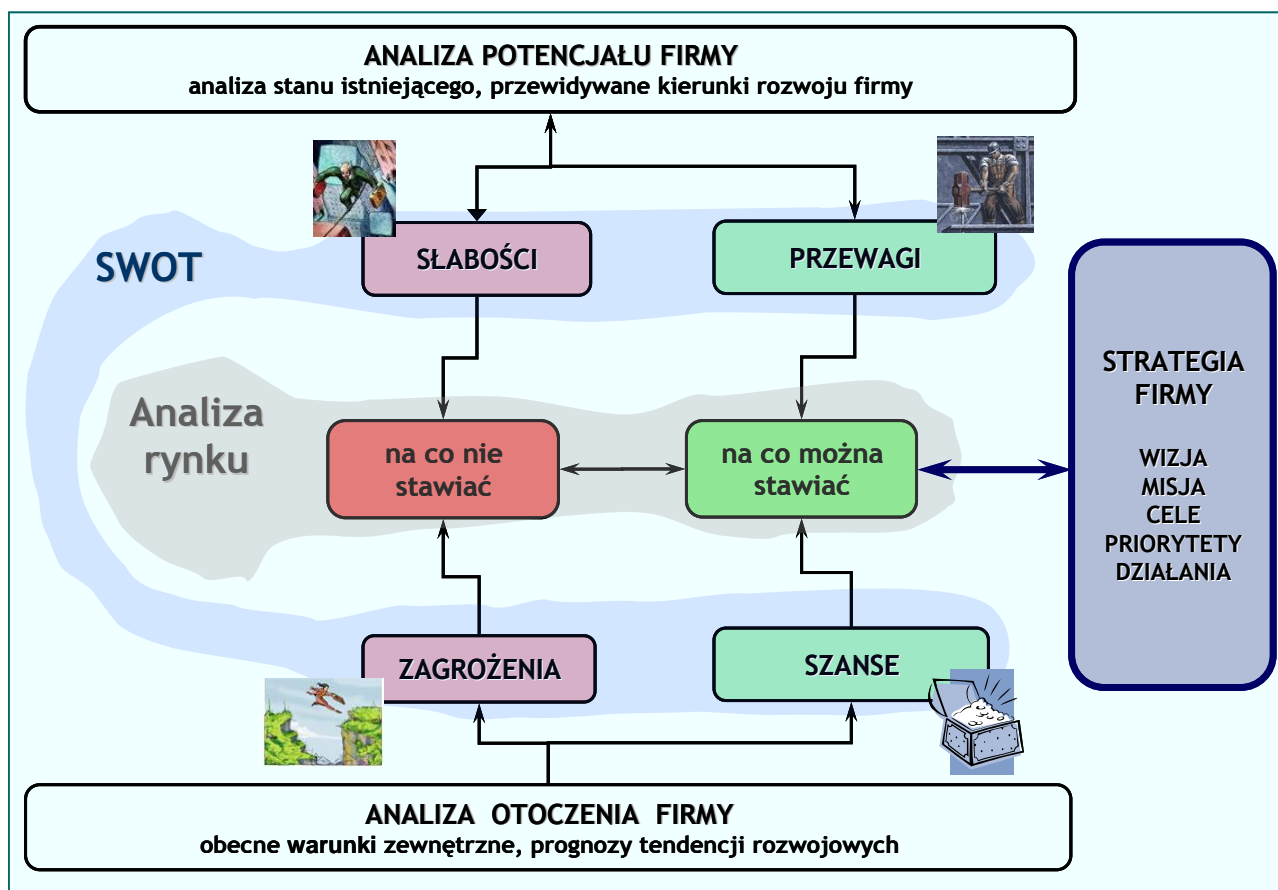 ANALIZA POTENCJAŁU FIRMY
analiza stanu istniejącego, przewidywane kierunki rozwoju firmy
SWOT
SŁABOŚCI
PRZEWAGI
Analiza
rynku
na co nie
stawiać
na co można
stawiać
STRATEGIA
FIRMY
WIZJA
MISJA
CELE
PRIORYTETY
DZIAŁANIA
ZAGROŻENIA
SZANSE
ANALIZA OTOCZENIA FIRMY
obecne warunki zewnętrzne, prognozy tendencji rozwojowych